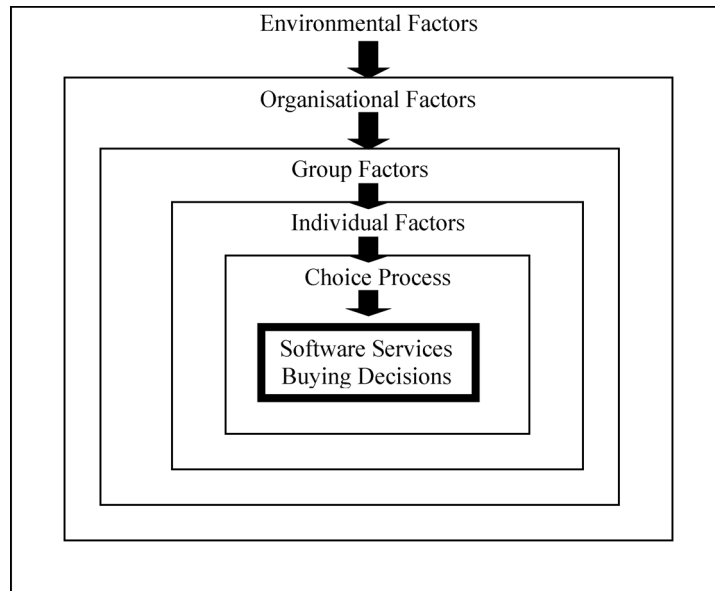 Environmental Factors
Organisational Factors
Group Factors
Individual Factors
Choice Process
Software Services
Buying Decisions